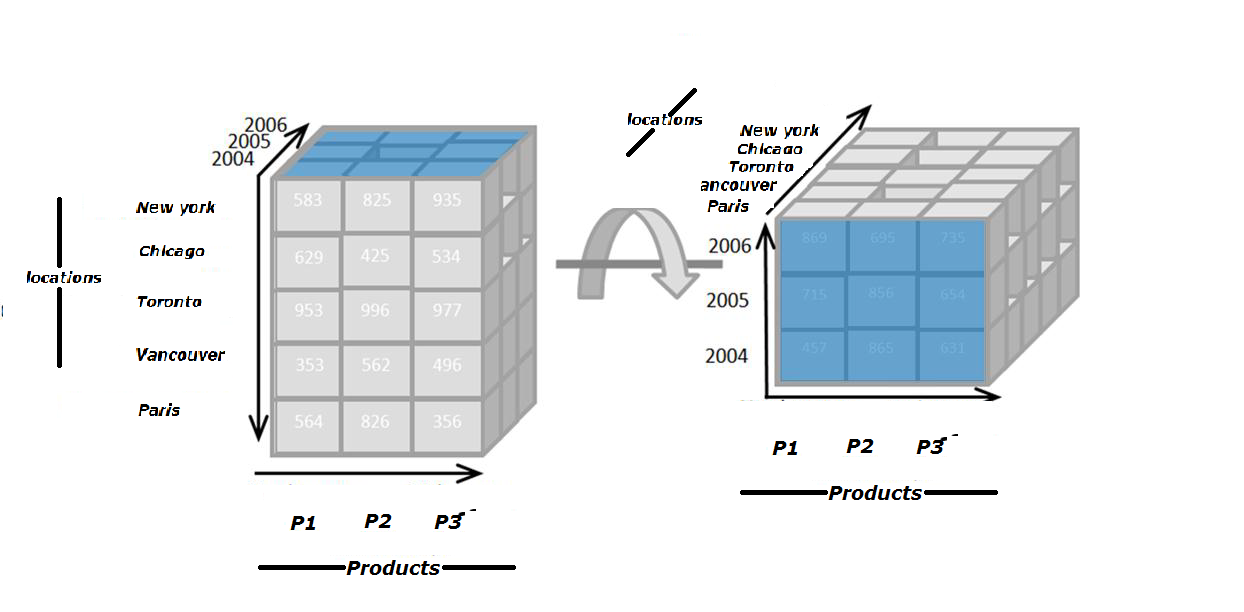 2006
2005
2004
locations
New york
Chicago
Toronto
Vancouver
Paris
583 825 935
629 425 534
953 996 977
353 562 496
564 826 356
P1 P2 P3
Products
locations
New york
Chicago
Toronto
ancouver
Paris
2006
2005
2004
869 695 735
715 856 654
457 865 631
P1 P2 P3
Products